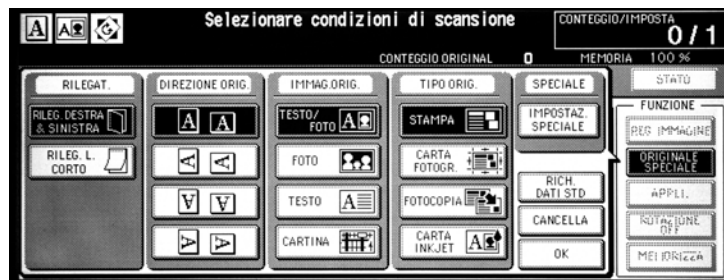 Selezionare condizioni di scansione
CONTEGGIO/IMPOSTA
0 / 1
CONTEGGIO ORIGINAL 0 MEMORIA 100 %
RILEGAT.
RILEG. DESTRA
& SINISTRA
RILEG. L.
CORTO
DIREZIONE ORIG.
IMMAG.ORIG.
TESTO/
FOTO
FOTO
TESTO
CARTINA
TIPO ORIG.
STAMPA
CARTA
FOTOGR.
FOTOCOPIA
CARTA
INKJET
SPECIALE
IMPOSTAZ.
SPECIALE
RICH.
DATI STD
CANCELLA
OK
STATO
FUNZIONE
REG IMMAGINE
ORIGINALE
SPECIALE
APPLI.
ROTAZIONE
OFF
MEMORIZZA